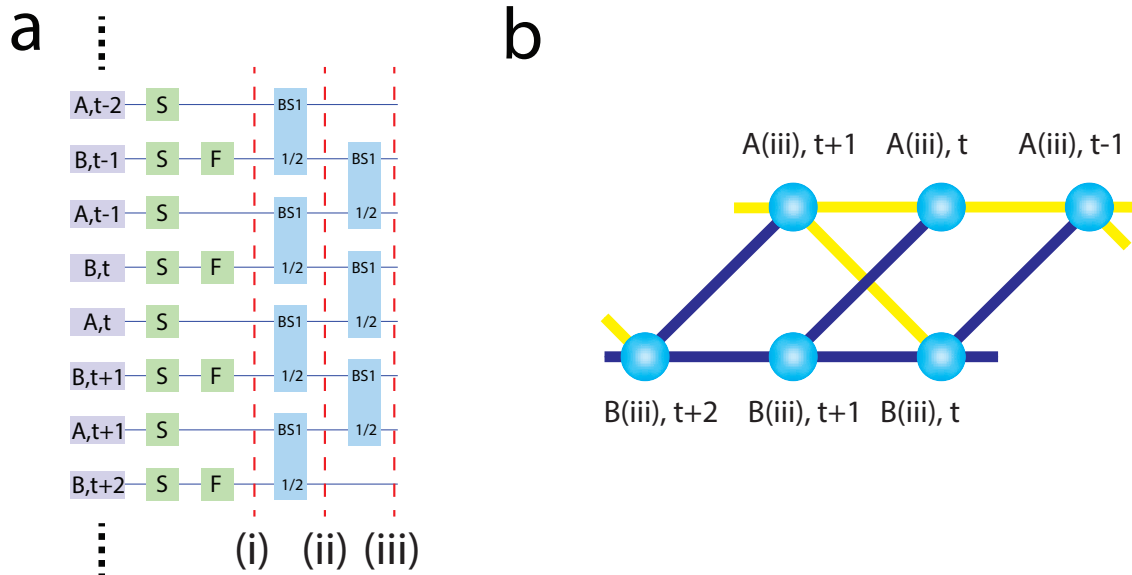 a
A,t-2 S BS1
B,t-1 S F 1/2 BS1
A,t-1 S BS1 1/2
B,t S F 1/2 BS1
A,t S BS1 1/2
B,t+1 S F 1/2 BS1
A,t+1 S BS1 1/2
B,t+2 S F 1/2
(i) (ii) (iii)
b
A(iii), t+1 A(iii), t A(iii), t-1
B(iii), t+2 B(iii), t+1 B(iii), t